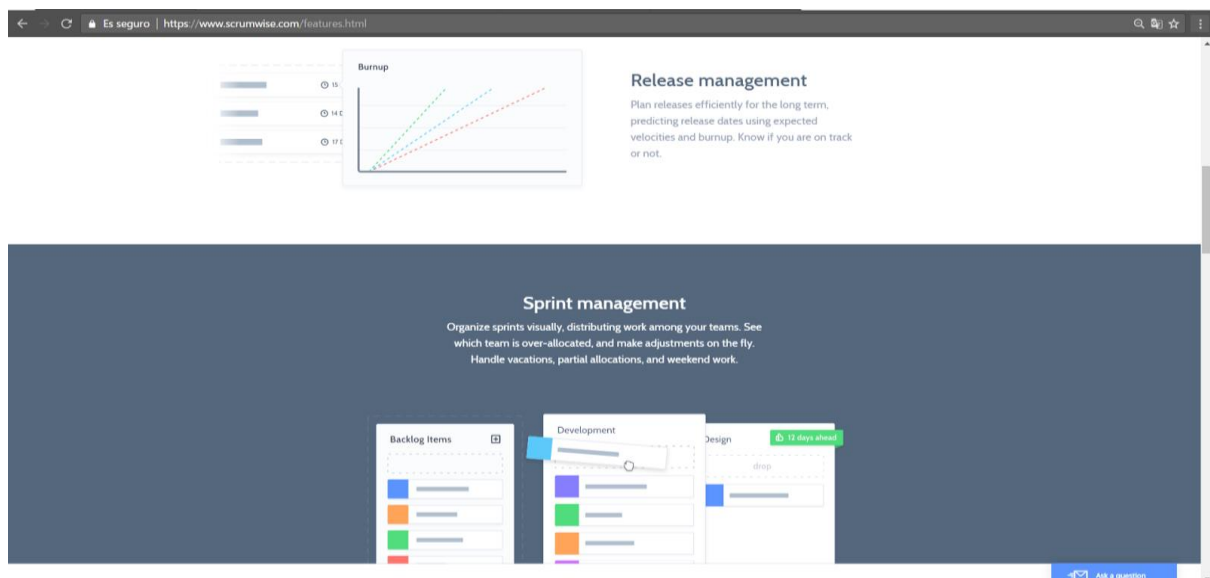 Es seguro | https://www.scrumwise.com/features.html
Burnup
15
14 D
17 D
Release management
Plan releases efficiently for the long term,
predicting release dates using expected
velocities and burnup. Know if you are on track
or not.
Sprint management
Organize sprints visually, distributing work among your teams. See
which team is over-allocated, and make adjustments on the fly.
Handle vacations, partial allocations, and weekend work.
Backlog Items
Development
Design
12 days ahead
drop
Ask a question